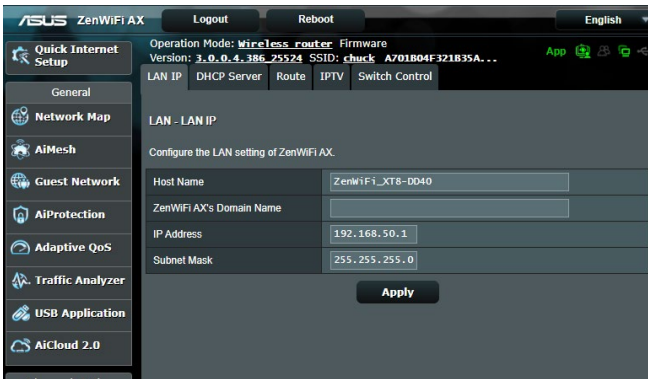 ASUS ZenWiFi AX Logout Reboot English
Quick Internet Setup
Operation Mode: Wireless router Firmware
Version: 3.0.0.4.386_25524 SSID: chuck A701B04F321B35A...
App
LAN IP DHCP Server Route IPTV Switch Control
General
Network Map
AiMesh
Guest Network
AiProtection
Adaptive QoS
Traffic Analyzer
USB Application
AiCloud 2.0
LAN - LAN IP
Configure the LAN setting of ZenWiFi AX.
Host Name ZenWiFi_XT8-DD40
ZenWiFi AX's Domain Name
IP Address 192.168.50.1
Subnet Mask 255.255.255.0
Apply